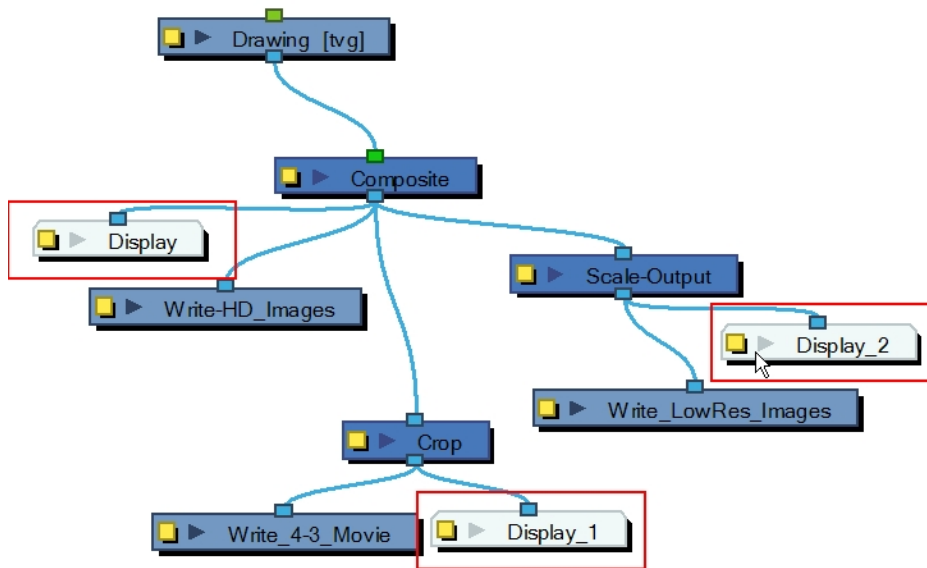 Drawing [tvg]
Composite
Display
Write-HD_Images
Scale-Output
Display_2
Write_LowRes_Images
Crop
Write_4-3_Movie
Display_1